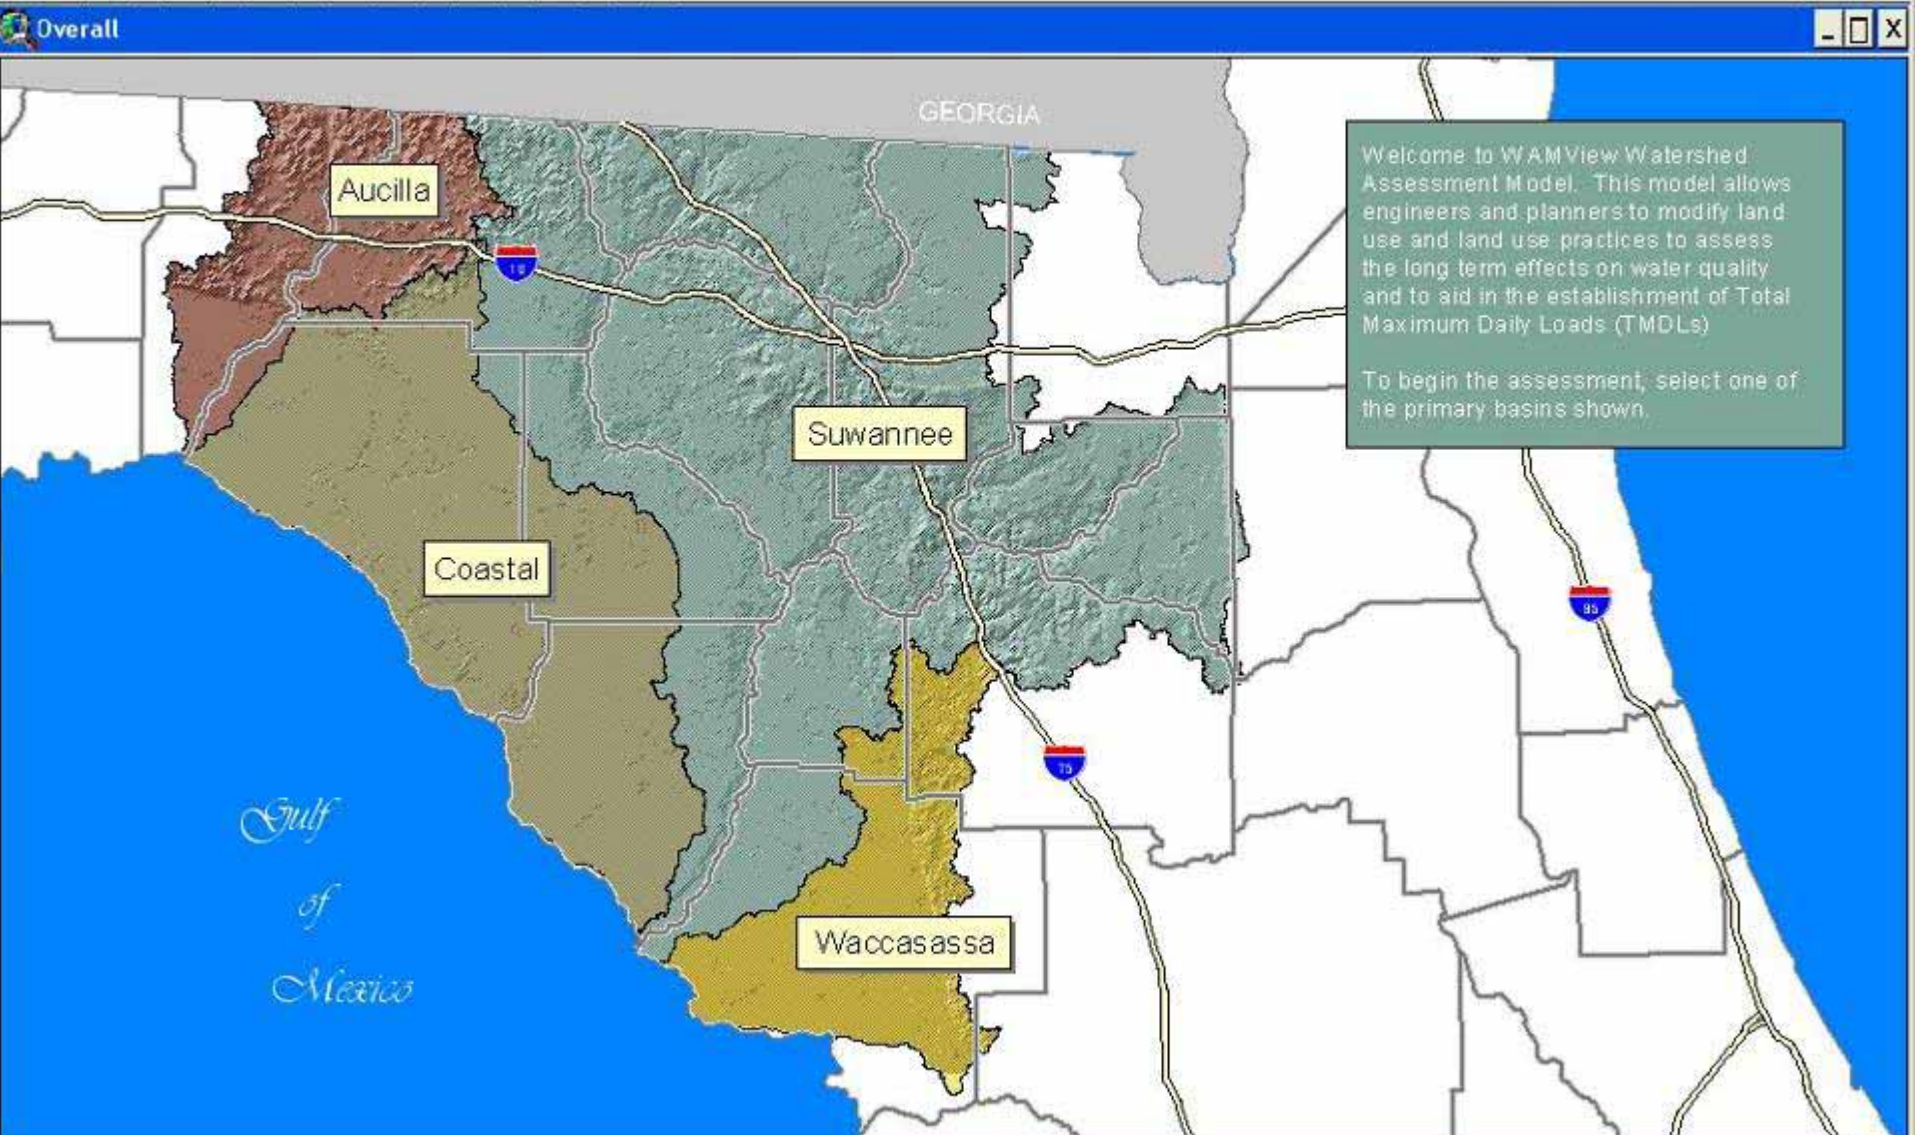 Overall
GEORGIA
Welcome to WAMView Watershed
Assessment Model. This model allows
engineers and planners to modify land
use and land use practices to assess
the long term effects on water quality
and to aid in the establishment of Total
Maximum Daily Loads (TMDLs)
To begin the assessment, select one of
the primary basins shown.
Aucilla
10
Suwannee
Coastal
95
75
Gulf
of
Mexico
Waccasassa